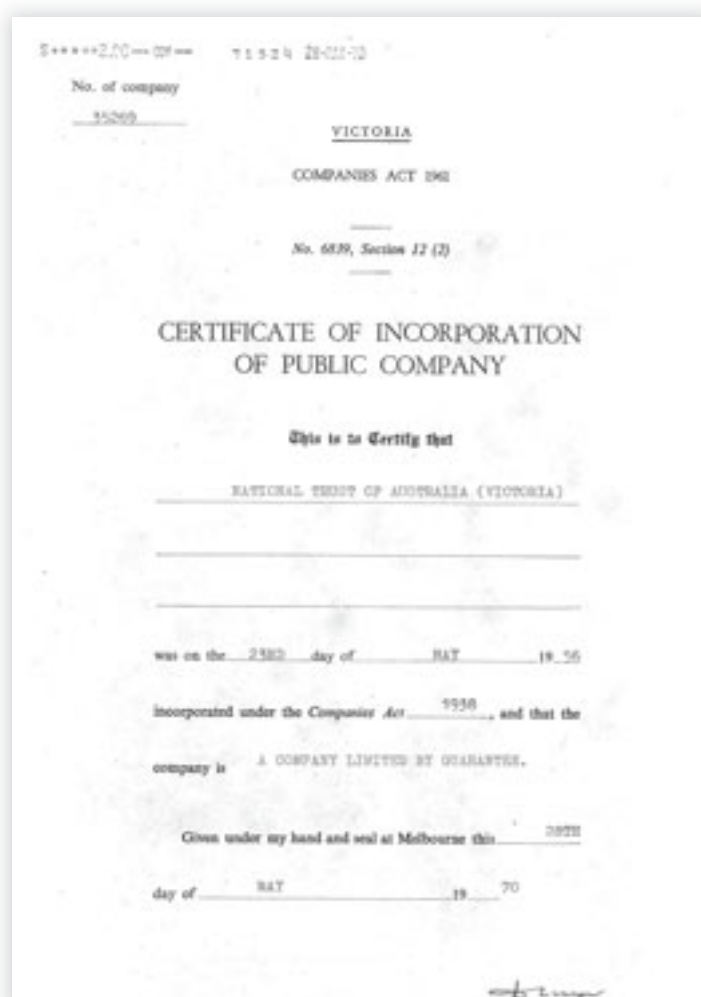 No. of company
VICTORIA
COMPANIES ACT 1961
No. 6839, Section 12 (2)
CERTIFICATE OF INCORPORATION
OF PUBLIC COMPANY
This is to Certify that
NATIONAL TRUST OF AUSTRALIA (VICTORIA)
was on the 23RD day of MAY 19 56
incorporated under the Companies Act 1938, and that the
company is A COMPANY LIMITED BY GUARANTEE.
Given under my hand and seal at Melbourne this 28TH
day of MAY 19 70